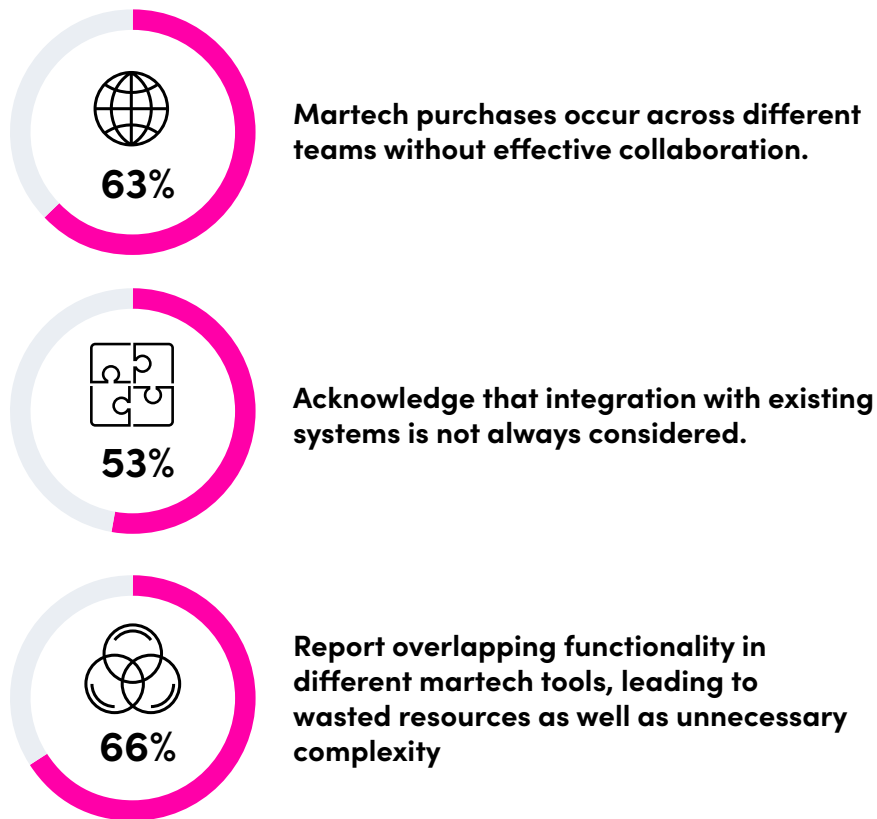 63%
Martech purchases occur across different
teams without effective collaboration.
53%
Acknowledge that integration with existing
systems is not always considered.
66%
Report overlapping functionality in
different martech tools, leading to
wasted resources as well as unnecessary
complexity